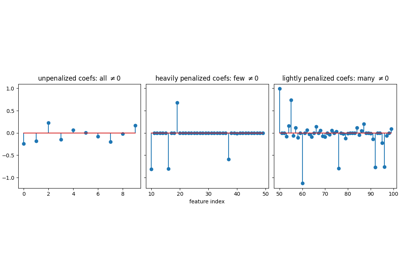 unpenalized coefs: all ≠0
heavily penalized coefs: few ≠0
lightly penalized coefs: many ≠0
1.0
0.5
0.0
−0.5
−1.0
0 2 4 6 8
10 20 30 40 50
50 60 70 80 90 100
feature index